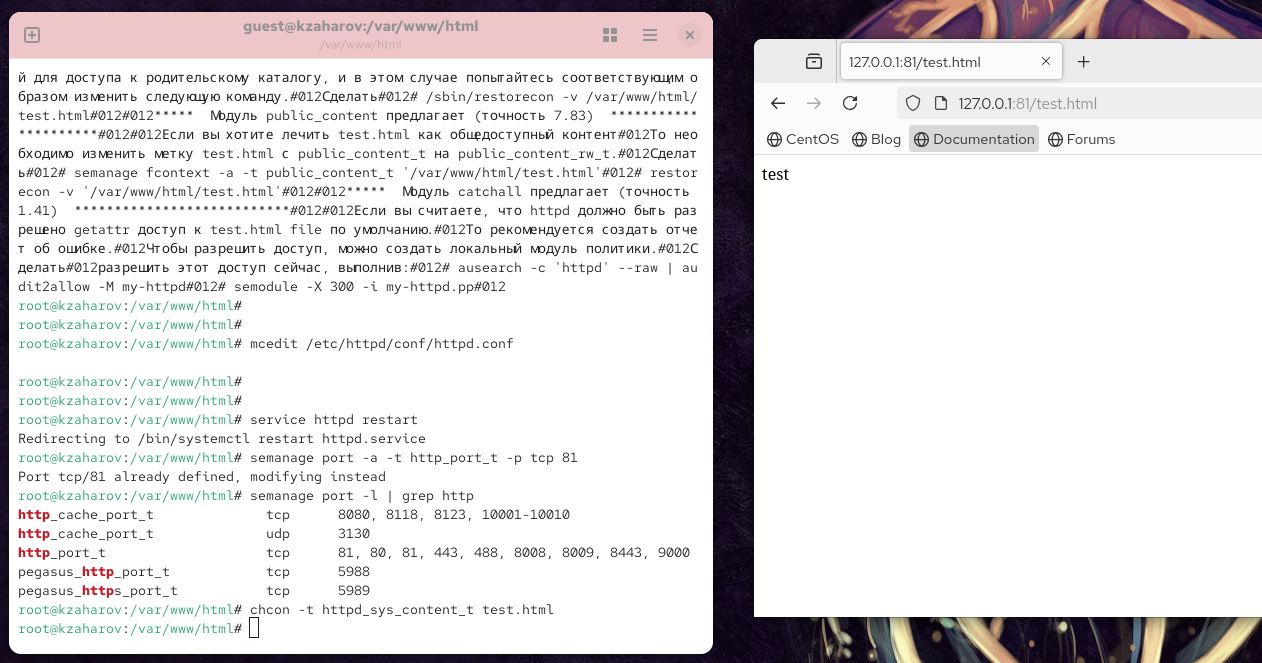 guest@kzaharov:/var/www/html
/var/www/html
й для доступа к родительскому каталогу, и в этом случае попытайтесь соответствующим о
бразом изменить следующую команду.#012Сделать#012# /sbin/restorecon -v /var/www/html/
test.html#012#012*****  Модуль public_content предлагает (точность 7.83)  ***********
*******************#012#012Если вы хотите лечить test.html как общедоступный контент#012То нео
бходимо изменить метку test.html с public_content_t на public_content_rw_t.#012Сделат
ь#012# semanage fcontext -a -t public_content_t '/var/www/html/test.html'#012# restor
econ -v '/var/www/html/test.html'#012#012*****  Модуль catchall предлагает (точность
1.41)  ***************************#012#012Если вы считаете, что httpd должно быть раз
решено getattr доступ к test.html file по умолчанию.#012То рекомендуется создать отче
т об ошибке.#012Чтобы разрешить доступ, можно создать локальный модуль политики.#012С
делать#012разрешить этот доступ сейчас, выполнив:#012# ausearch -c 'httpd' --raw | au
dit2allow -M my-httpd#012# semodule -X 300 -i my-httpd.pp#012
root@kzaharov:/var/www/html#
root@kzaharov:/var/www/html#
root@kzaharov:/var/www/html# mcedit /etc/httpd/conf/httpd.conf
root@kzaharov:/var/www/html#
root@kzaharov:/var/www/html#
root@kzaharov:/var/www/html# service httpd restart
Redirecting to /bin/systemctl restart httpd.service
root@kzaharov:/var/www/html# semanage port -a -t http_port_t -p tcp 81
Port tcp/81 already defined, modifying instead
root@kzaharov:/var/www/html# semanage port -l | grep http
http_cache_port_t              tcp      8080, 8118, 8123, 10001-10010
http_cache_port_t              udp      3130
http_port_t                    tcp      81, 80, 81, 443, 488, 8008, 8009, 8443, 9000
pegasus_http_port_t            tcp      5988
pegasus_https_port_t           tcp      5989
root@kzaharov:/var/www/html# chcon -t httpd_sys_content_t test.html
root@kzaharov:/var/www/html#
127.0.0.1:81/test.html
127.0.0.1:81/test.html
CentOS Blog Documentation Forums
test